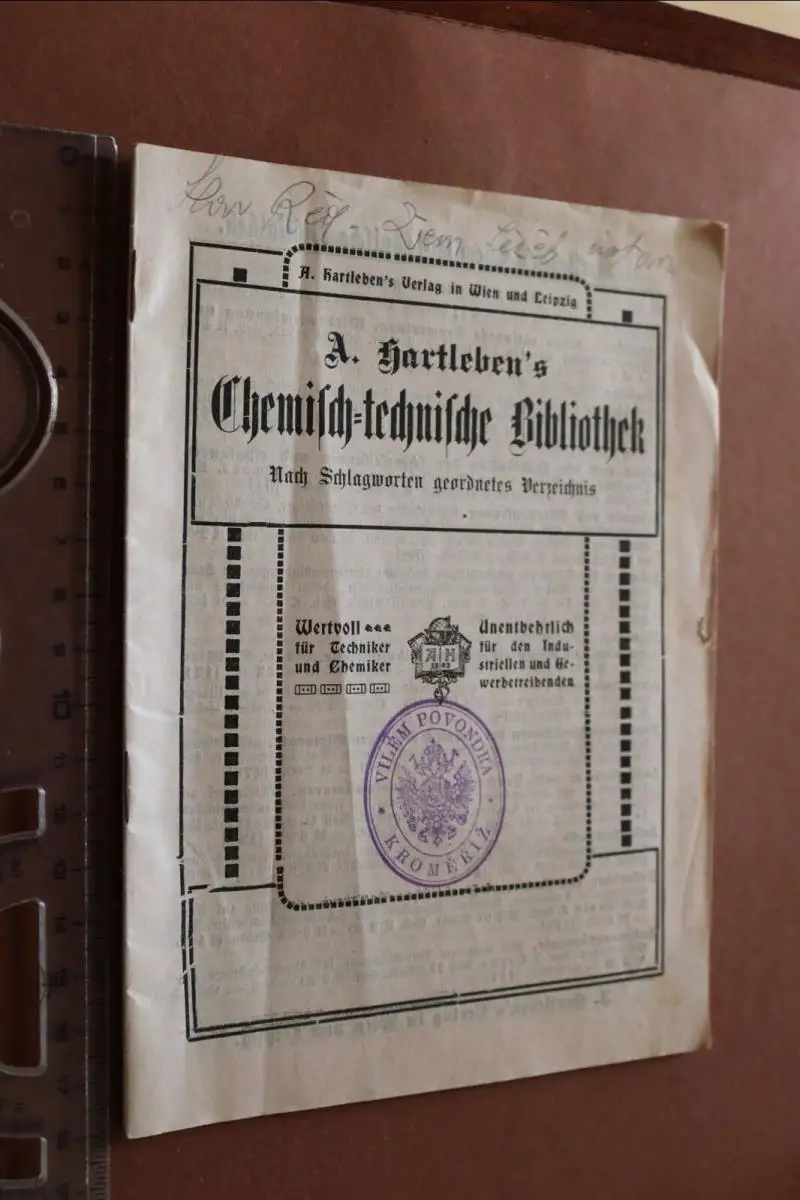 A. Hartleben's Verlag in Wien und Leipzig
A. Hartleben's
Chemiſch-techniſche Bibliothek
Nach Schlagworten geordnetes Verzeichnis
Wertvoll
für Techniker
und Chemiker
A H
Unentbehrlich
für den Indu-
striellen und Ge-
werbetreibenden
VILÉM POVONDRA
KROMĚŘÍŽ